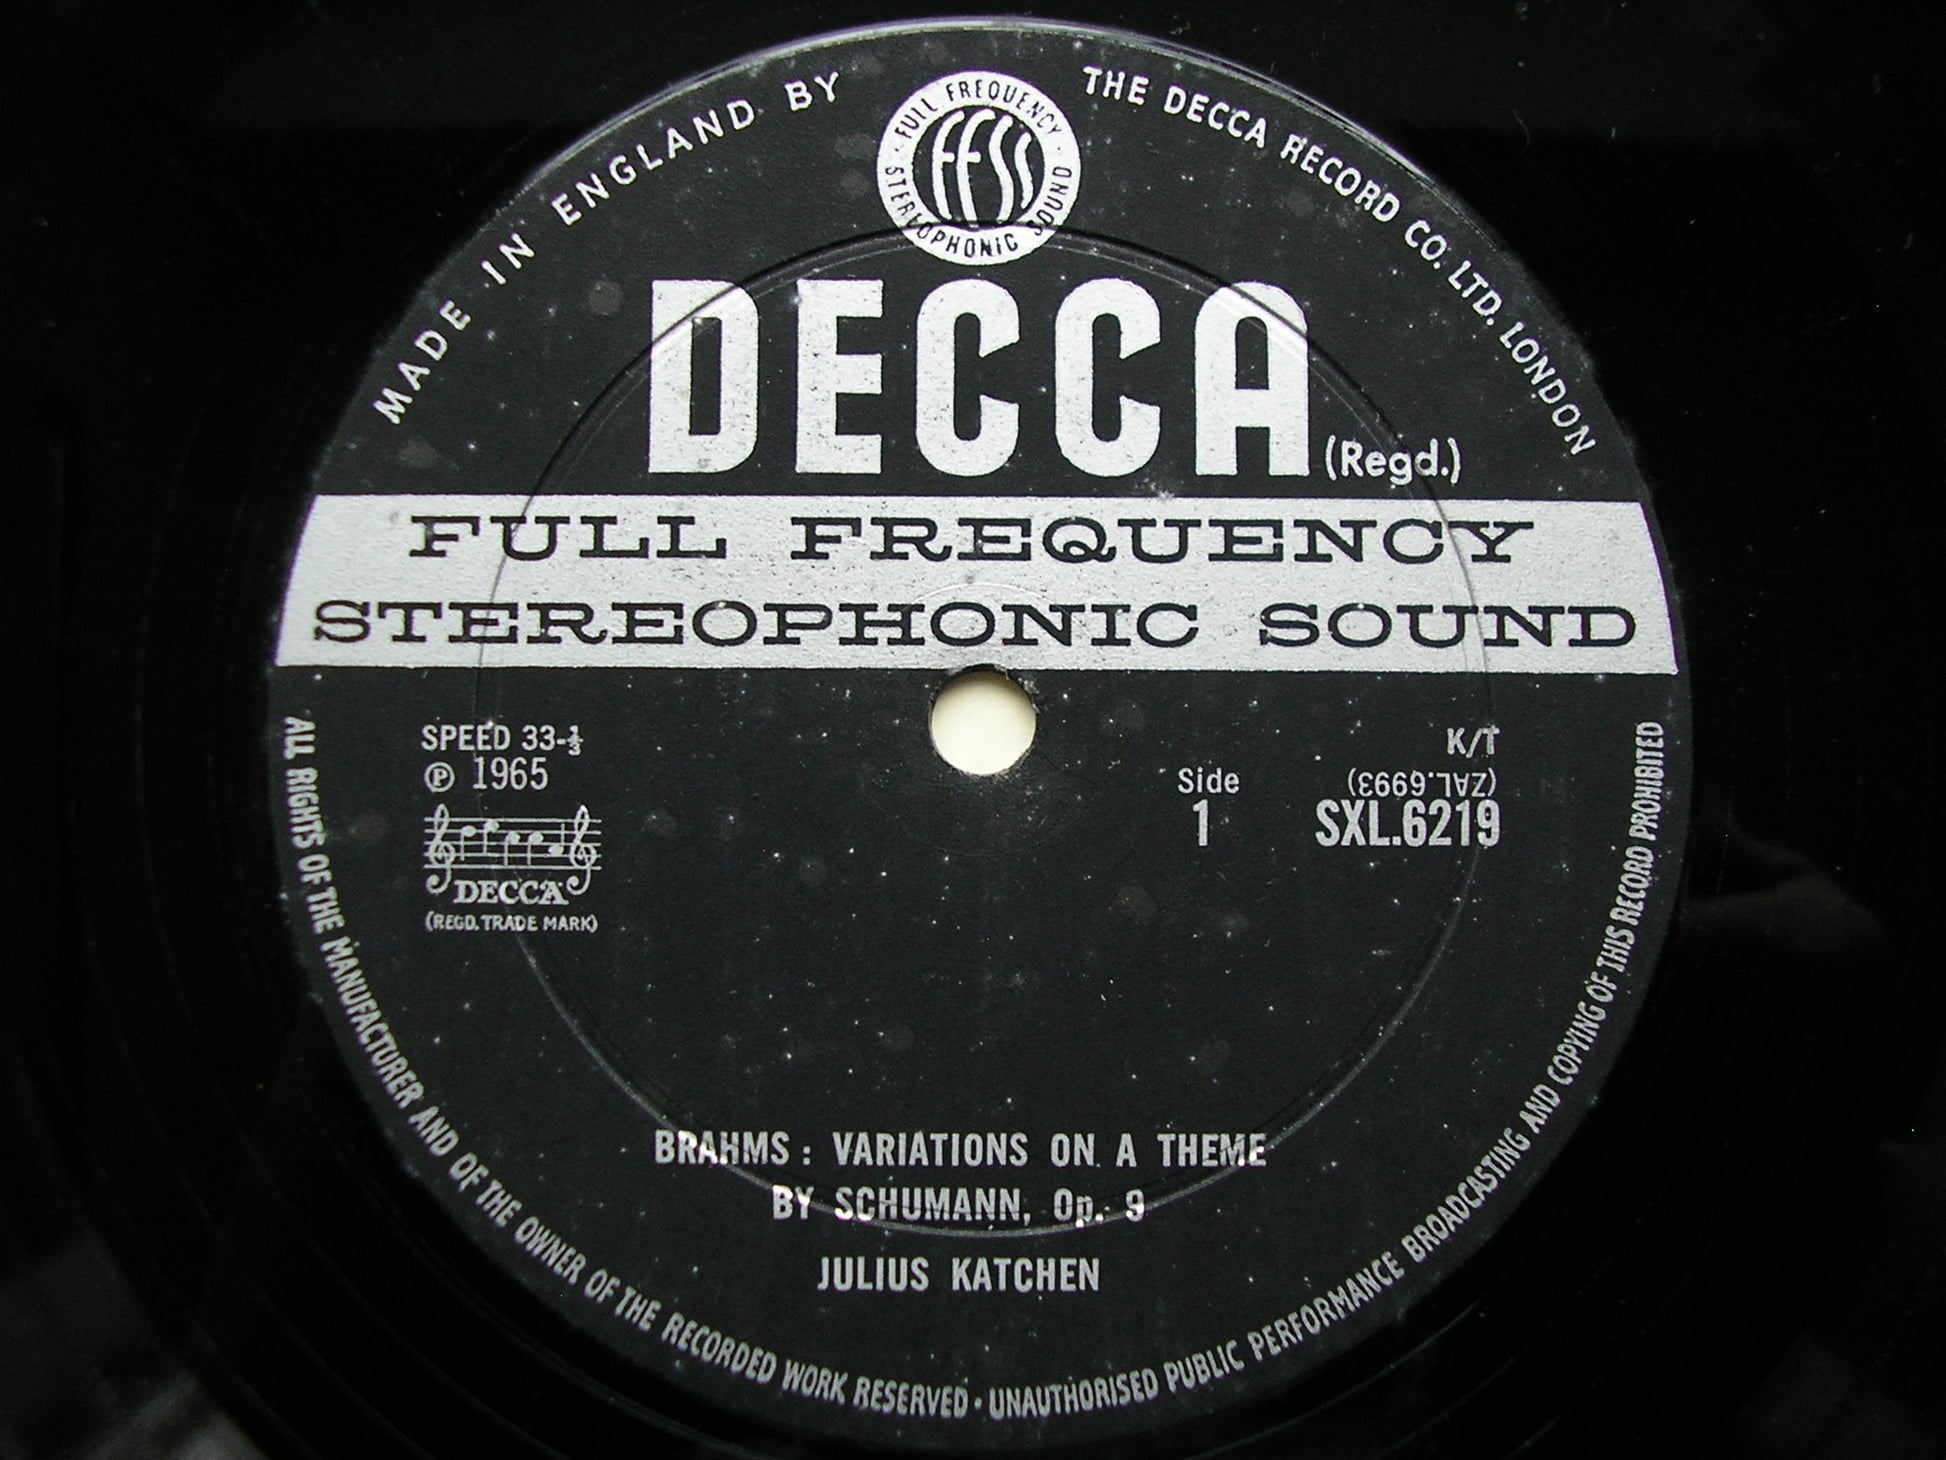 MADE IN ENGLAND BY
THE DECCA RECORD CO. LTD. LONDON
FULL FREQUENCY
STEREOPHONIC SOUND
FFSS
DECCA (Regd.)
FULL FREQUENCY
STEREOPHONIC SOUND
SPEED 33-⅓
℗ 1965
DECCA
(REGD. TRADE MARK)
K/T
(ZAL.6993)
Side
1
SXL.6219
BRAHMS : VARIATIONS ON A THEME
BY SCHUMANN, Op. 9
JULIUS KATCHEN
ALL RIGHTS OF THE MANUFACTURER AND OF THE OWNER OF THE RECORDED WORK RESERVED · UNAUTHORISED PUBLIC PERFORMANCE BROADCASTING AND COPYING OF THIS RECORD PROHIBITED